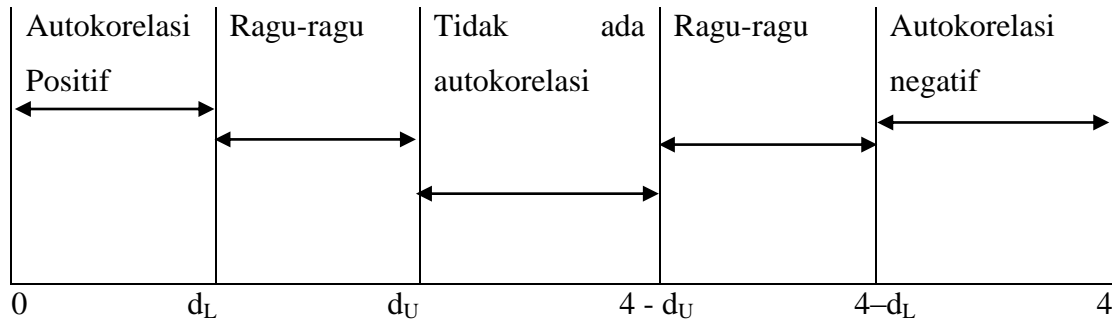 Autokorelasi Positif
Ragu-ragu
Tidak ada autokorelasi
Ragu-ragu
Autokorelasi negatif
0 dL dU 4 - dU 4–dL 4